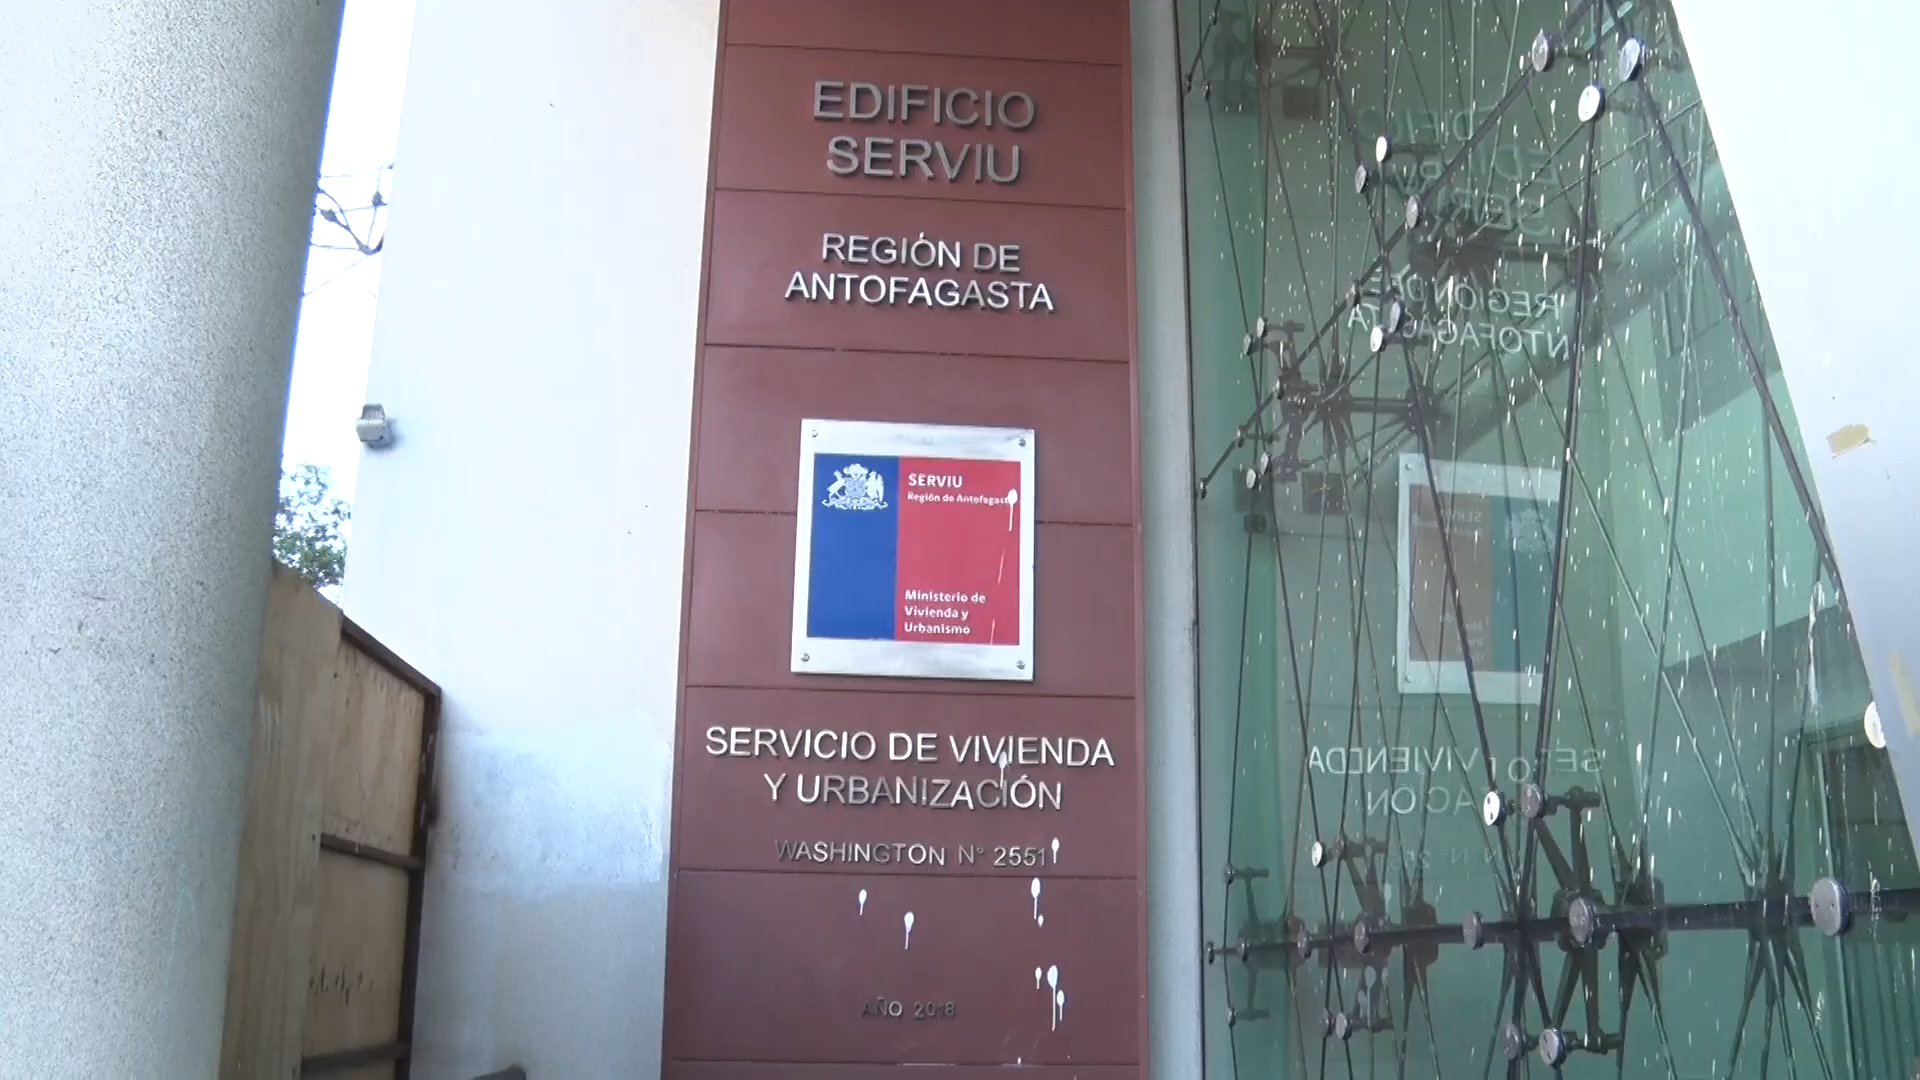 EDIFICIO
SERVIU
REGIÓN DE
ANTOFAGASTA
SERVIU
Región de Antofagasta
Ministerio de
Vivienda y
Urbanismo
SERVICIO DE VIVIENDA
Y URBANIZACIÓN
WASHINGTON N° 2551
AÑO 2018